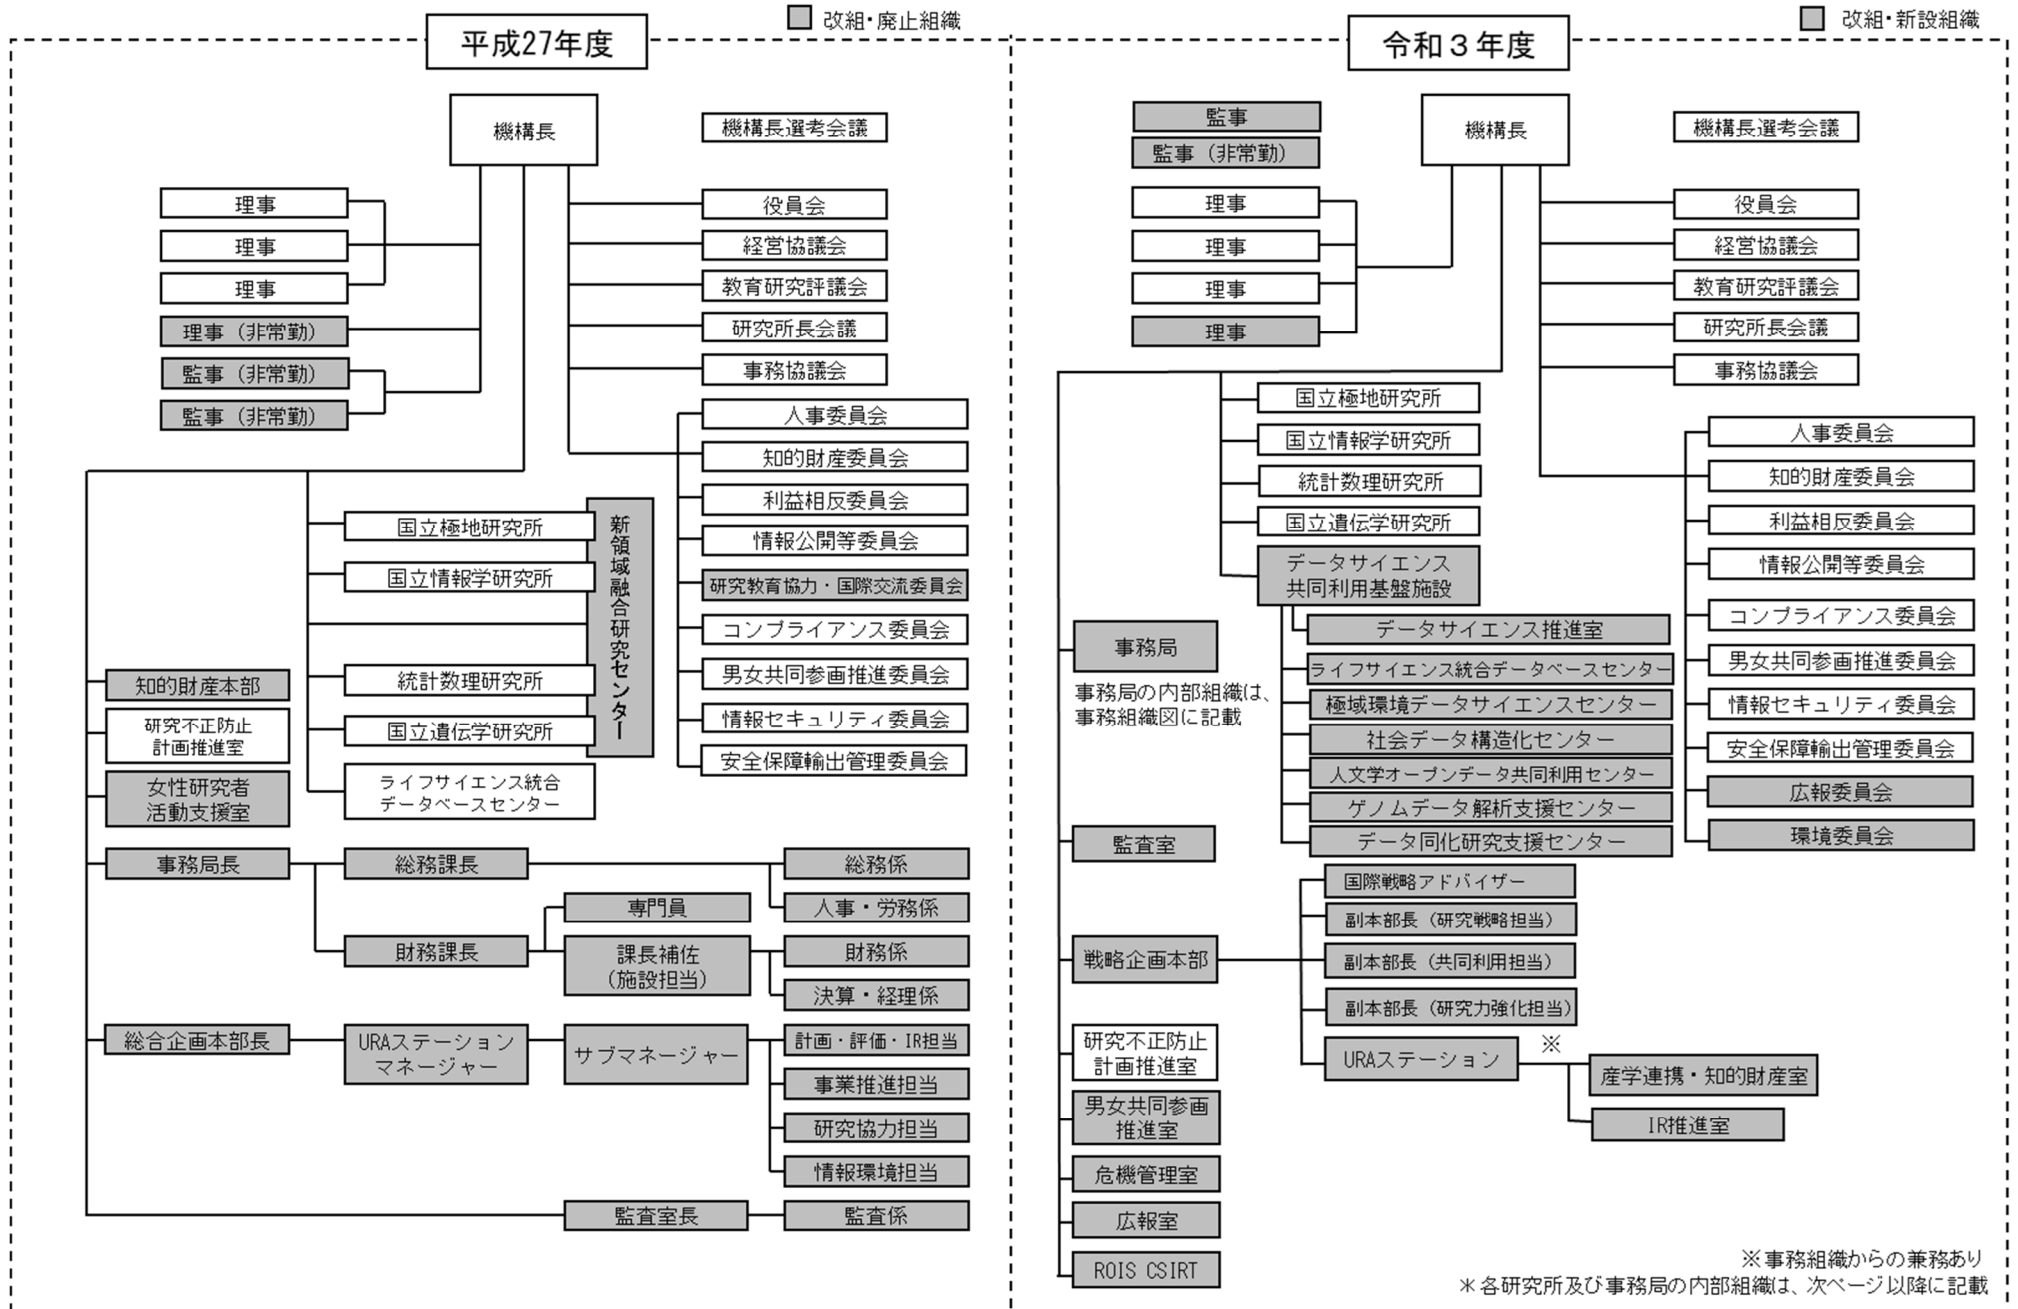 改組・廃止組織
平成27年度
機構長
機構長選考会議
理事
理事
理事
理事（非常勤）
監事（非常勤）
監事（非常勤）
役員会
経営協議会
教育研究評議会
研究所長会議
事務協議会
人事委員会
知的財産委員会
利益相反委員会
情報公開等委員会
研究教育協力・国際交流委員会
コンプライアンス委員会
男女共同参画推進委員会
情報セキュリティ委員会
安全保障輸出管理委員会
国立極地研究所
国立情報学研究所
新領域融合研究センター
統計数理研究所
国立遺伝学研究所
ライフサイエンス統合
データベースセンター
知的財産本部
研究不正防止
計画推進室
女性研究者
活動支援室
事務局長
総務課長
総務係
人事・労務係
財務課長
専門員
課長補佐
（施設担当）
財務係
決算・経理係
総合企画本部長
URAステーション
マネージャー
サブマネージャー
計画・評価・IR担当
事業推進担当
研究協力担当
情報環境担当
監査室長
監査係
改組・新設組織
令和３年度
監事
監事（非常勤）
機構長
機構長選考会議
理事
理事
理事
理事
役員会
経営協議会
教育研究評議会
研究所長会議
事務協議会
人事委員会
知的財産委員会
利益相反委員会
情報公開等委員会
コンプライアンス委員会
男女共同参画推進委員会
情報セキュリティ委員会
安全保障輸出管理委員会
広報委員会
環境委員会
国立極地研究所
国立情報学研究所
統計数理研究所
国立遺伝学研究所
データサイエンス
共同利用基盤施設
データサイエンス推進室
ライフサイエンス統合データベースセンター
極域環境データサイエンスセンター
社会データ構造化センター
人文学オープンデータ共同利用センター
ゲノムデータ解析支援センター
データ同化研究支援センター
事務局
事務局の内部組織は、
事務組織図に記載
監査室
戦略企画本部
国際戦略アドバイザー
副本部長（研究戦略担当）
副本部長（共同利用担当）
副本部長（研究力強化担当）
URAステーション
※
産学連携・知的財産室
IR推進室
研究不正防止
計画推進室
男女共同参画
推進室
危機管理室
広報室
ROIS CSIRT
※事務組織からの兼務あり
＊各研究所及び事務局の内部組織は、次ページ以降に記載